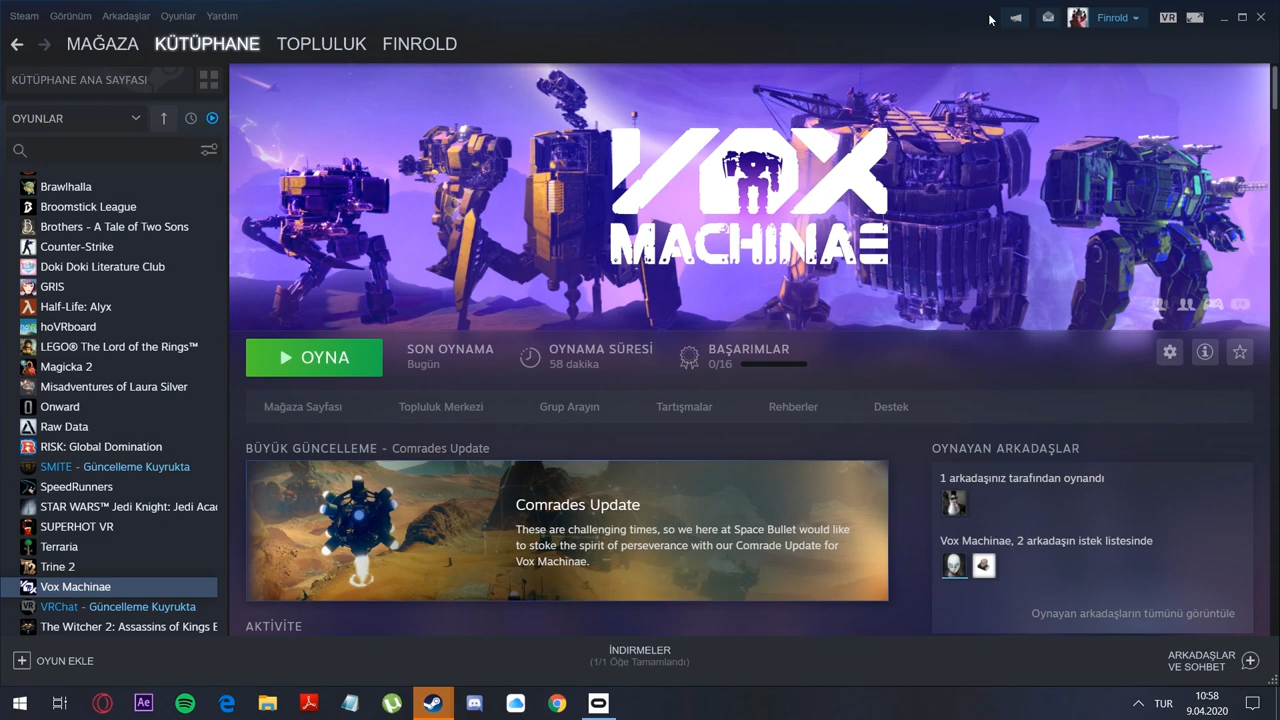 Steam Görünüm Arkadaşlar Oyunlar Yardım
Finrold
VR
MAĞAZA KÜTÜPHANE TOPLULUK FINROLD
KÜTÜPHANE ANA SAYFASI
OYUNLAR
Brawlhalla
Broomstick League
Brothers - A Tale of Two Sons
Counter-Strike
Doki Doki Literature Club
GRIS
Half-Life: Alyx
hoVRboard
LEGO® The Lord of the Rings™
Magicka 2
Misadventures of Laura Silver
Onward
Raw Data
RISK: Global Domination
SMITE - Güncelleme Kuyrukta
SpeedRunners
STAR WARS™ Jedi Knight: Jedi Aca
SUPERHOT VR
Terraria
Trine 2
Vox Machinae
VRChat - Güncelleme Kuyrukta
The Witcher 2: Assassins of Kings E
VOX
MACHINAE
OYNA
SON OYNAMA
Bugün
OYNAMA SÜRESİ
58 dakika
BAŞARIMLAR
0/16
Mağaza Sayfası Topluluk Merkezi Grup Arayın Tartışmalar Rehberler Destek
BÜYÜK GÜNCELLEME - Comrades Update
Comrades Update
These are challenging times, so we here at Space Bullet would like
to stoke the spirit of perseverance with our Comrade Update for
Vox Machinae.
AKTİVİTE
OYNAYAN ARKADAŞLAR
1 arkadaşınız tarafından oynandı
Vox Machinae, 2 arkadaşın istek listesinde
Oynayan arkadaşların tümünü görüntüle
OYUN EKLE
İNDİRMELER
(1/1 Öğe Tamamlandı)
ARKADAŞLAR
VE SOHBET
Ae
TUR
10:58
9.04.2020